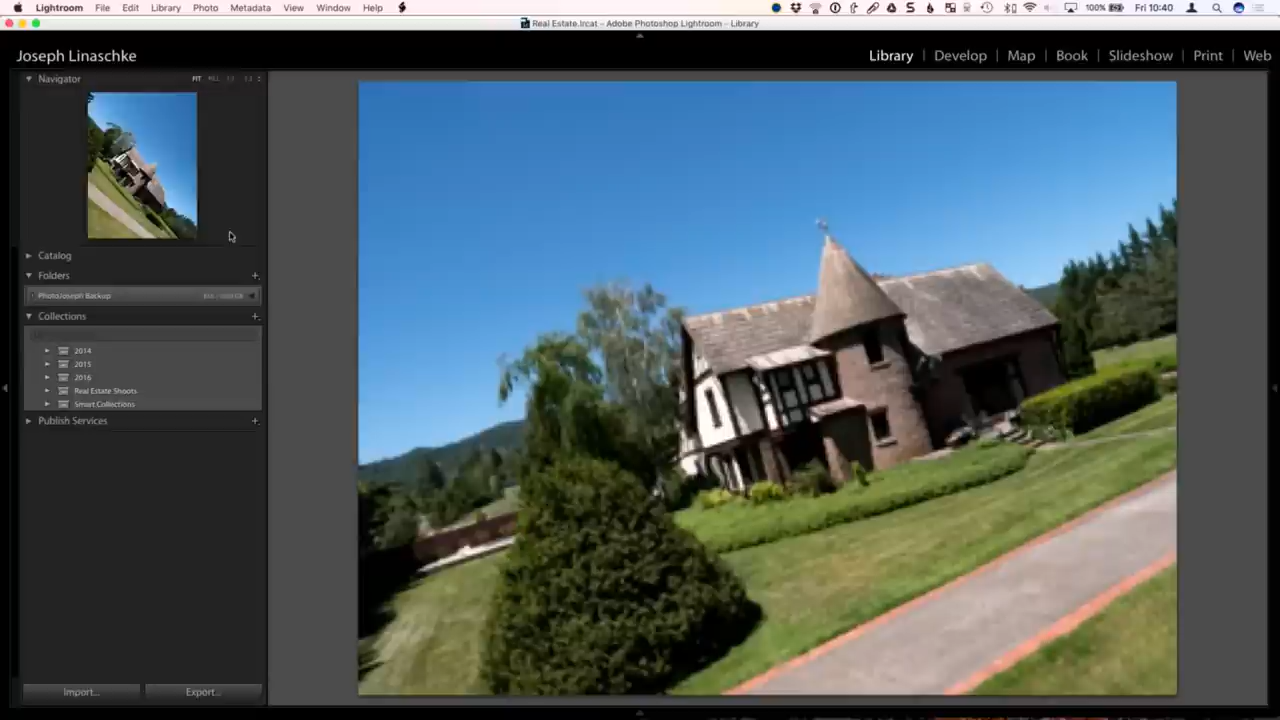 Lightroom File Edit Library Photo Metadata View Window Help 100% Fri 10:40
Real Estate.lrcat – Adobe Photoshop Lightroom – Library
Joseph Linaschke
Library Develop Map Book Slideshow Print Web
Navigator FIT
Catalog
Folders
PhotoJoseph Backup
Collections
2014
2015
2016
Real Estate Shoots
Smart Collections
Publish Services
Import... Export...